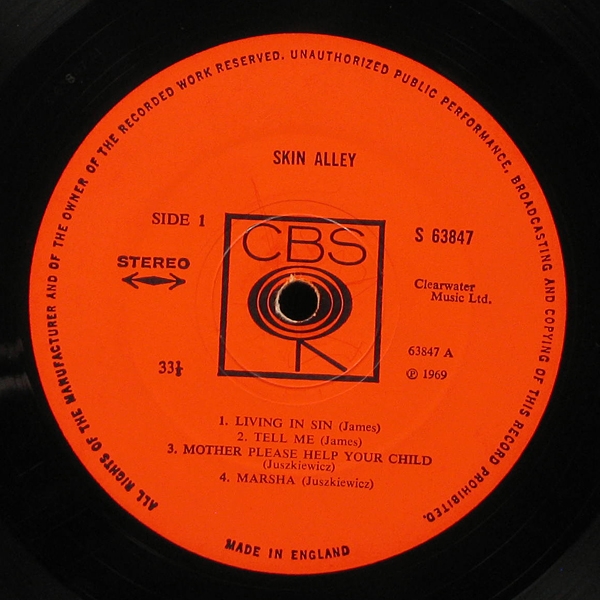 ALL RIGHTS OF THE MANUFACTURER AND OF THE OWNER OF THE RECORDED WORK RESERVED. UNAUTHORIZED PUBLIC PERFORMANCE, BROADCASTING AND COPYING OF THIS RECORD PROHIBITED.
SKIN ALLEY
SIDE 1
CBS
S 63847
STEREO
Clearwater
Music Ltd.
33⅓
63847 A
℗ 1969
1. LIVING IN SIN (James)
2. TELL ME (James)
3. MOTHER PLEASE HELP YOUR CHILD
(Juszkiewicz)
4. MARSHA (Juszkiewicz)
MADE IN ENGLAND